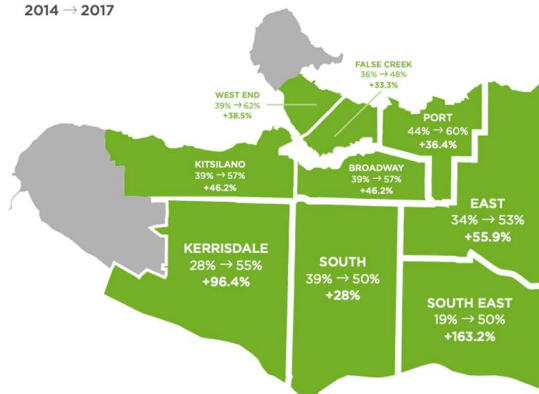 2014 → 2017
FALSE CREEK
36% → 48%
+33.3%
WEST END
39% → 62%
+38.5%
PORT
44% → 60%
+36.4%
KITSILANO
39% → 57%
+46.2%
BROADWAY
39% → 57%
+46.2%
EAST
34% → 53%
+55.9%
KERRISDALE
28% → 55%
+96.4%
SOUTH
39% → 50%
+28%
SOUTH EAST
19% → 50%
+163.2%